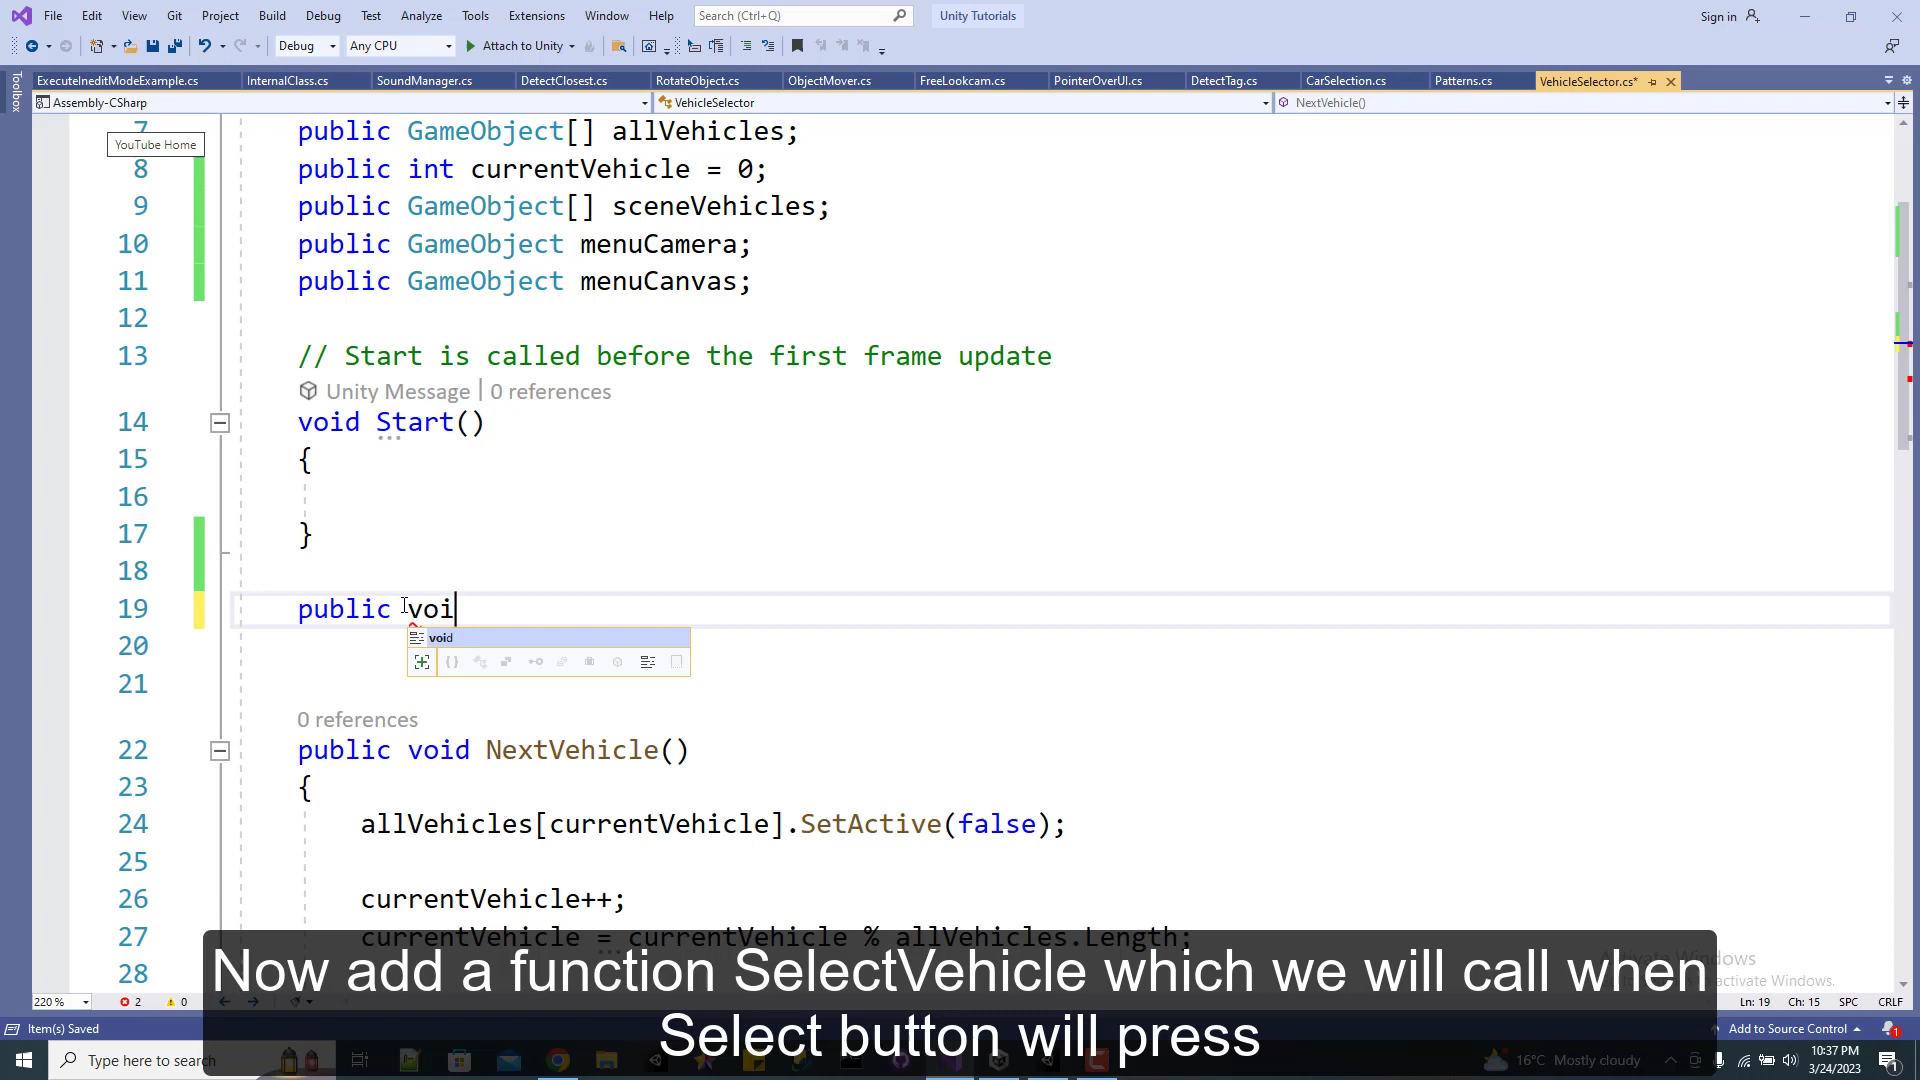 File Edit View Git Project Build Debug Test Analyze Tools Extensions Window Help Search (Ctrl+Q) Unity Tutorials Sign in
Debug Any CPU Attach to Unity
ExecuteIneditModeExample.cs InternalClass.cs SoundManager.cs DetectClosest.cs RotateObject.cs ObjectMover.cs FreeLookcam.cs PointerOverUI.cs DetectTag.cs CarSelection.cs Patterns.cs VehicleSelector.cs*
Toolbox
Assembly-CSharp VehicleSelector NextVehicle()
7 public GameObject[] allVehicles;
YouTube Home
8 public int currentVehicle = 0;
9 public GameObject[] sceneVehicles;
10 public GameObject menuCamera;
11 public GameObject menuCanvas;
12
13 // Start is called before the first frame update
Unity Message | 0 references
14 void Start()
15 {
16
17 }
18
19 public voi
void
20
21
0 references
22 public void NextVehicle()
23 {
24 allVehicles[currentVehicle].SetActive(false);
25
26 currentVehicle++;
27 currentVehicle = currentVehicle % allVehicles.Length;
28
Now add a function SelectVehicle which we will call when
Select button will press
220 % 2 0 Ln: 19 Ch: 15 SPC CRLF
Item(s) Saved Add to Source Control 1
Type here to search 16°C Mostly cloudy 10:37 PM
3/24/2023 1